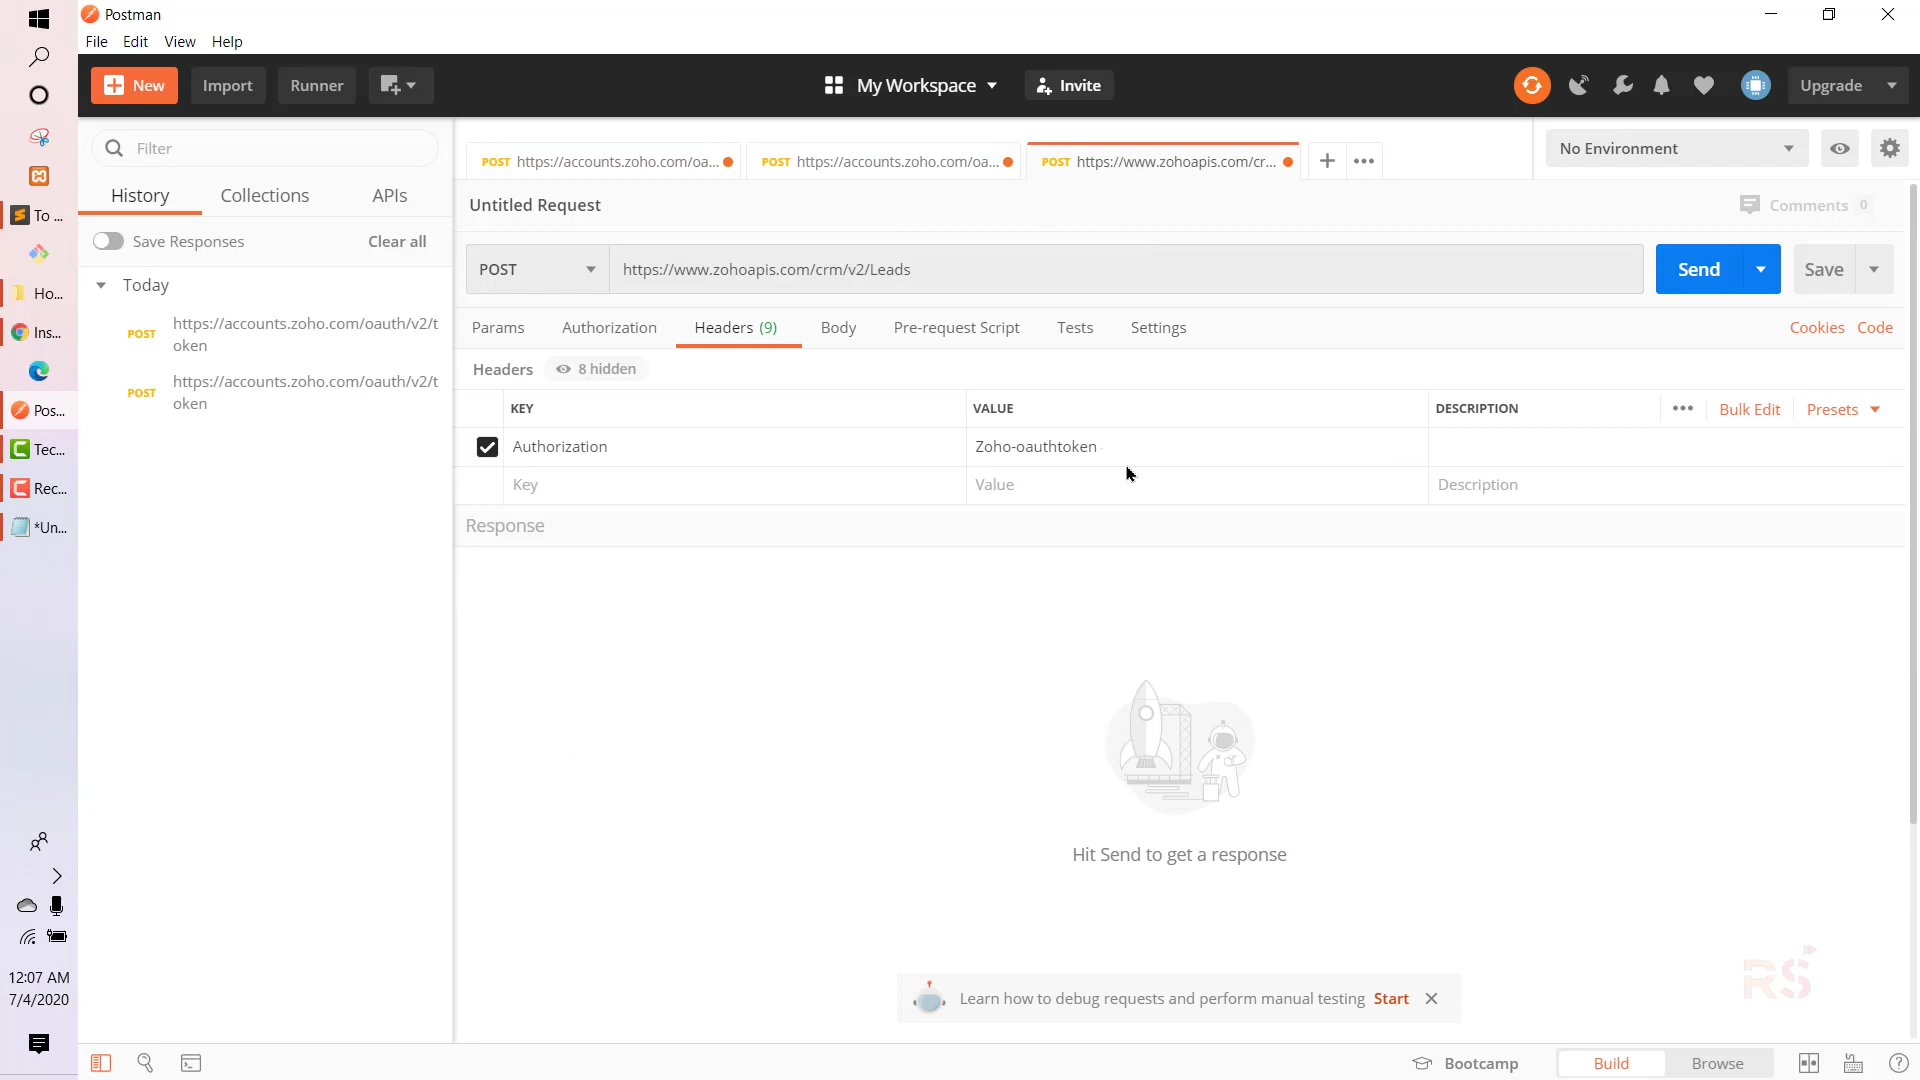 Postman
File Edit View Help
New
Import
Runner
My Workspace
Invite
Upgrade
Filter
History
Collections
APIs
Save Responses
Clear all
Today
POST https://accounts.zoho.com/oauth/v2/t
oken
POST https://accounts.zoho.com/oauth/v2/t
oken
POST https://accounts.zoho.com/oa...
POST https://accounts.zoho.com/oa...
POST https://www.zohoapis.com/cr...
No Environment
Untitled Request
Comments 0
POST
https://www.zohoapis.com/crm/v2/Leads
Send
Save
Params
Authorization
Headers (9)
Body
Pre-request Script
Tests
Settings
Cookies
Code
Headers
8 hidden
KEY
VALUE
DESCRIPTION
Bulk Edit
Presets
Authorization
Zoho-oauthtoken
Key
Value
Description
Response
Hit Send to get a response
Learn how to debug requests and perform manual testing
Start
Bootcamp
Build
Browse
To ...
Ho...
Ins...
Pos...
Tec...
Rec...
*Un...
12:07 AM
7/4/2020
RS